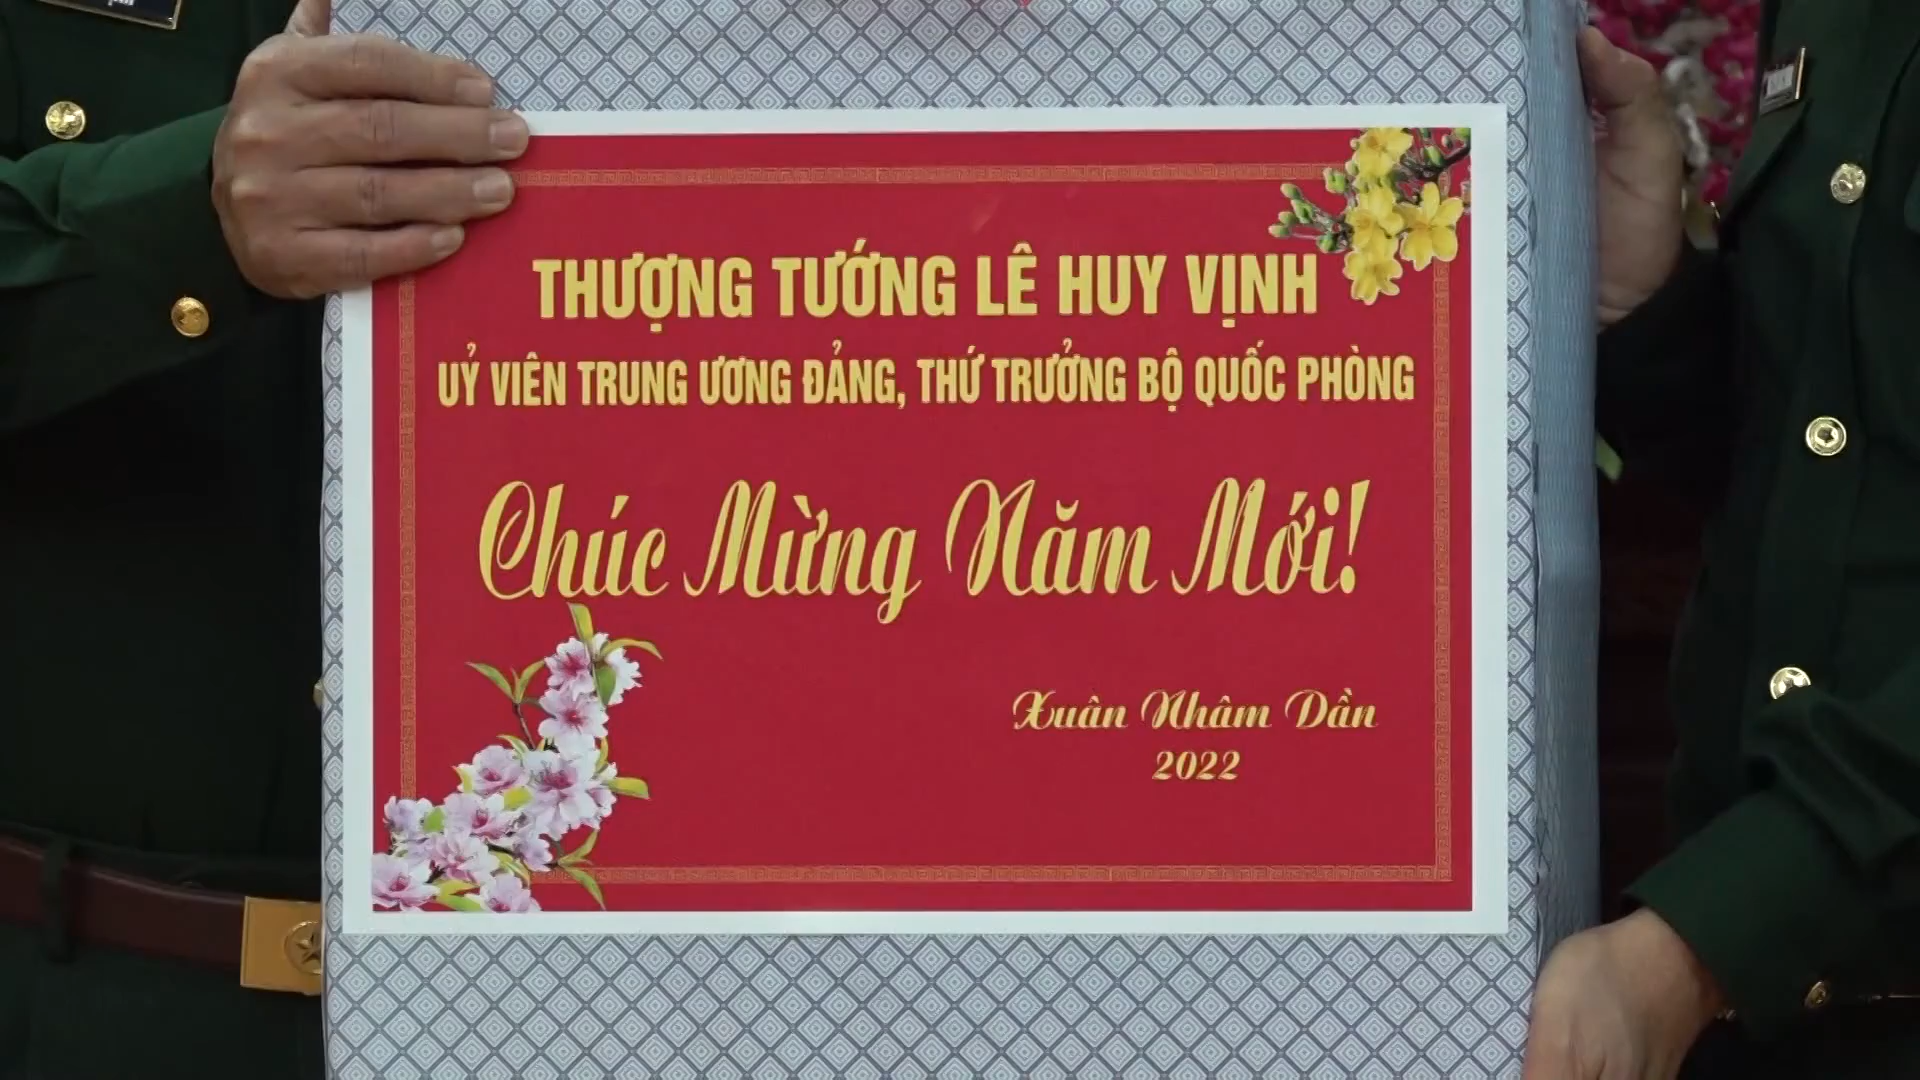 THƯỢNG TƯỚNG LÊ HUY VỊNH
UỶ VIÊN TRUNG ƯƠNG ĐẢNG, THỨ TRƯỞNG BỘ QUỐC PHÒNG
Chúc Mừng Năm Mới!
Xuân Nhâm Dần
2022